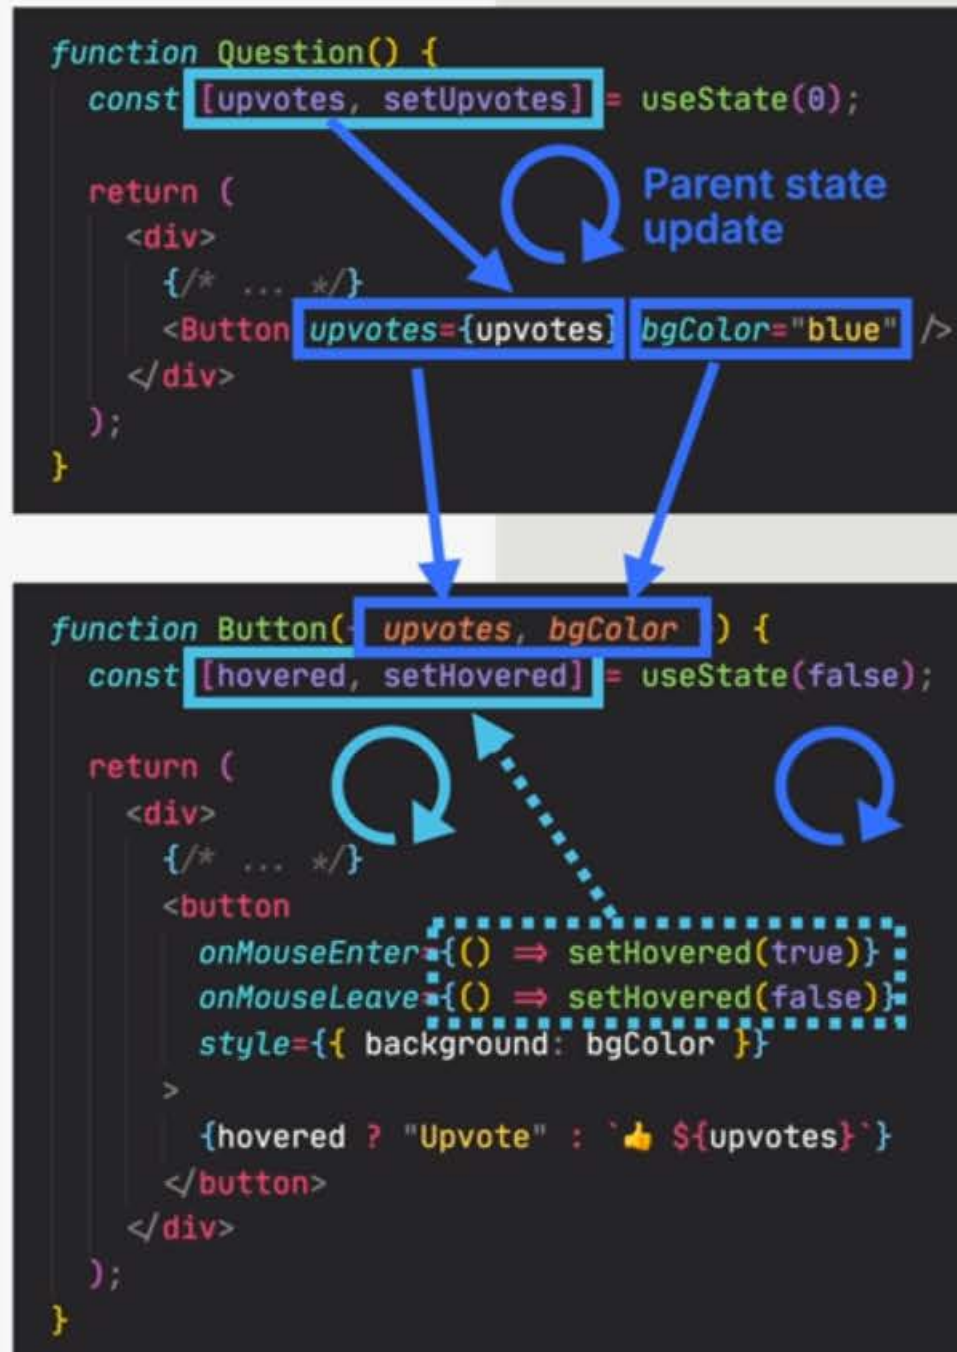 function Question() {
const [upvotes, setUpvotes] = useState(0);
return (
<div>
{/* ... */}
<Button upvotes={upvotes} bgColor="blue" />
</div>
);
}
Parent state
update
function Button({ upvotes, bgColor }) {
const [hovered, setHovered] = useState(false);
return (
<div>
{/* ... */}
<button
onMouseEnter={() => setHovered(true)}
onMouseLeave={() => setHovered(false)}
style={{ background: bgColor }}
>
{hovered ? "Upvote" : `👍 ${upvotes}`}
</button>
</div>
);
}